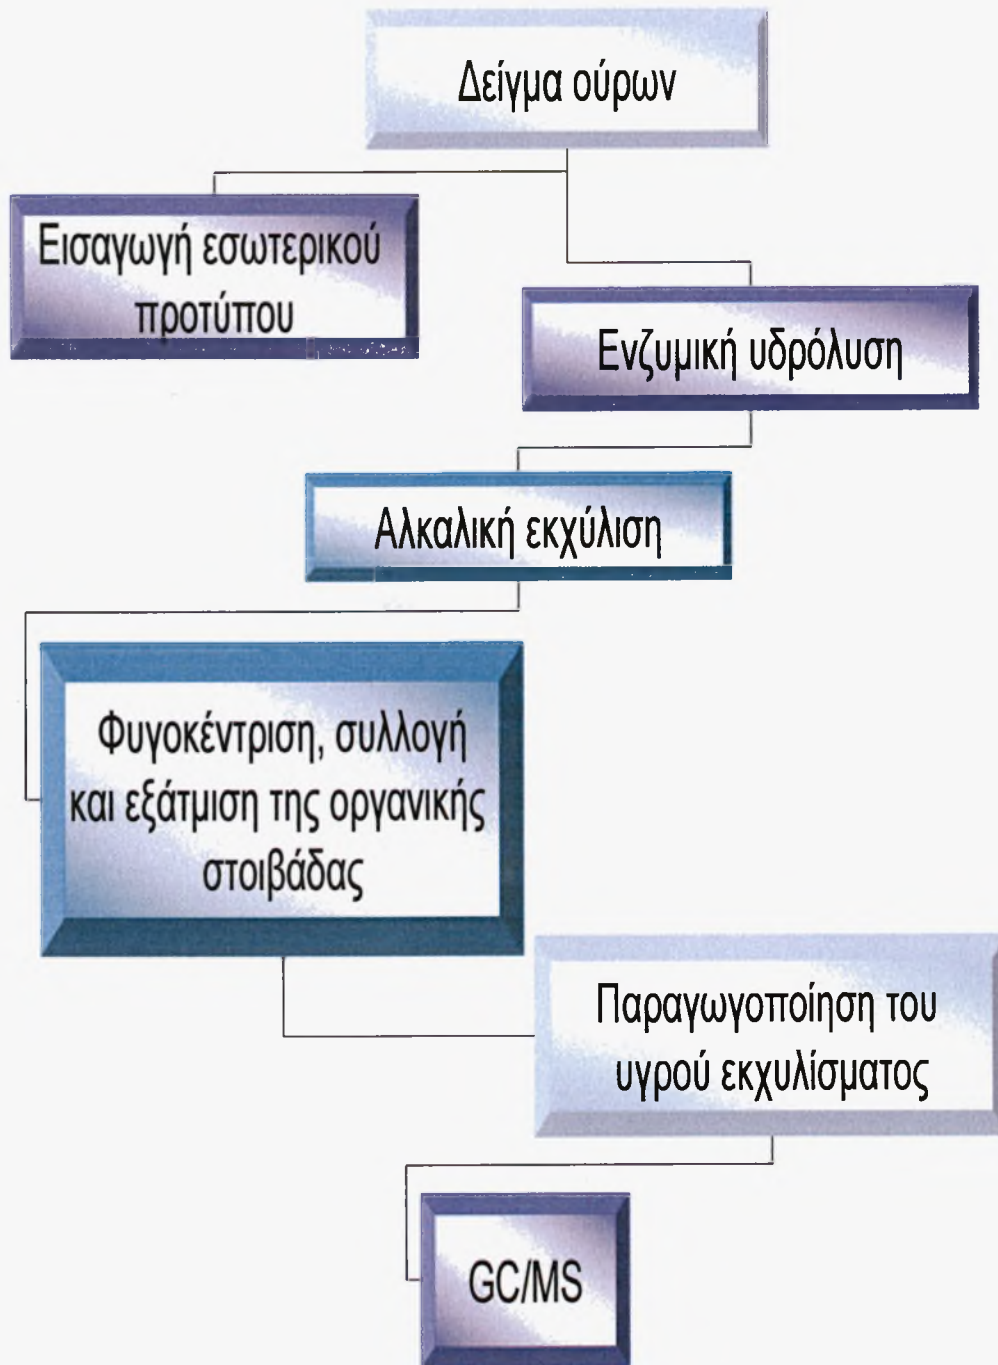 Δείγμα ούρων
Εισαγωγή εσωτερικού
προτύπου
Ενζυμική υδρόλυση
Αλκαλική εκχύλιση
Φυγοκέντριση, συλλογή
και εξάτμιση της οργανικής
στοιβάδας
Παραγωγοποίηση του
υγρού εκχυλίσματος
GC/MS